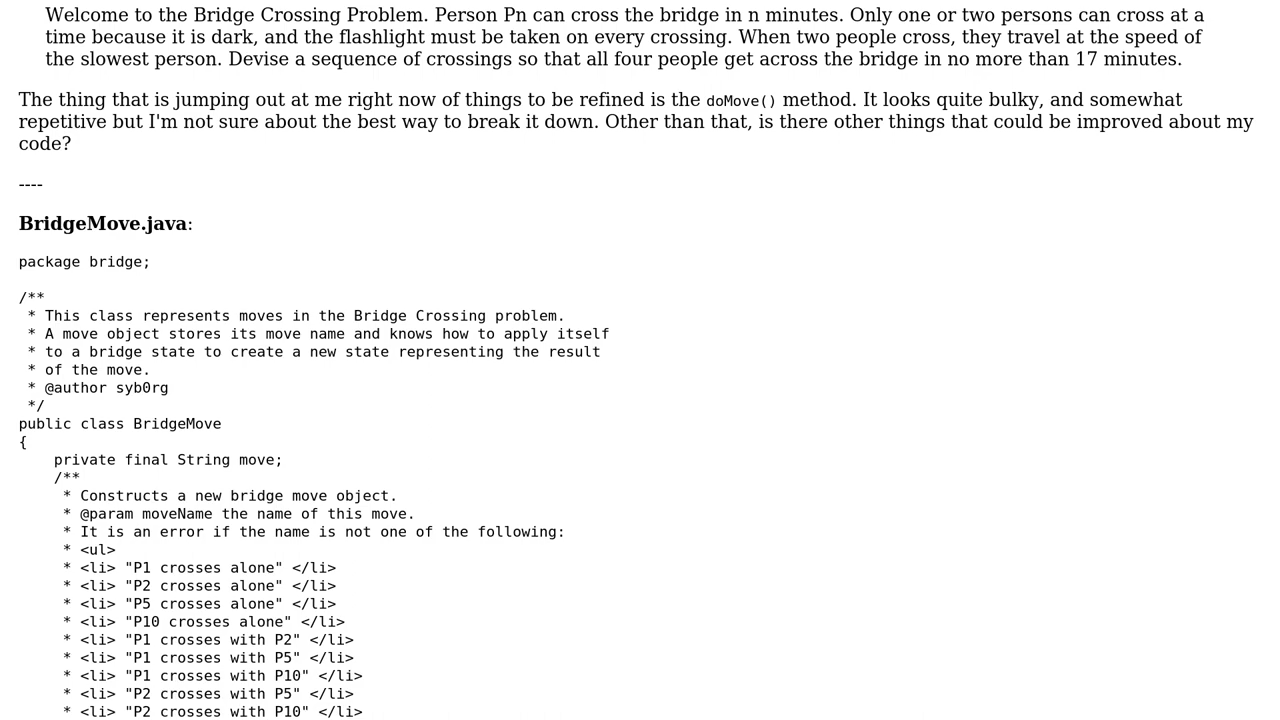 Welcome to the Bridge Crossing Problem. Person Pn can cross the bridge in n minutes. Only one or two persons can cross at a
time because it is dark, and the flashlight must be taken on every crossing. When two people cross, they travel at the speed of
the slowest person. Devise a sequence of crossings so that all four people get across the bridge in no more than 17 minutes.
The thing that is jumping out at me right now of things to be refined is the doMove() method. It looks quite bulky, and somewhat
repetitive but I'm not sure about the best way to break it down. Other than that, is there other things that could be improved about my
code?
----
BridgeMove.java:
package bridge;
/**
 * This class represents moves in the Bridge Crossing problem.
 * A move object stores its move name and knows how to apply itself
 * to a bridge state to create a new state representing the result
 * of the move.
 * @author syb0rg
 */
public class BridgeMove
{
    private final String move;
    /**
     * Constructs a new bridge move object.
     * @param moveName the name of this move.
     * It is an error if the name is not one of the following:
     * <ul>
     * <li> "P1 crosses alone" </li>
     * <li> "P2 crosses alone" </li>
     * <li> "P5 crosses alone" </li>
     * <li> "P10 crosses alone" </li>
     * <li> "P1 crosses with P2" </li>
     * <li> "P1 crosses with P5" </li>
     * <li> "P1 crosses with P10" </li>
     * <li> "P2 crosses with P5" </li>
     * <li> "P2 crosses with P10" </li>